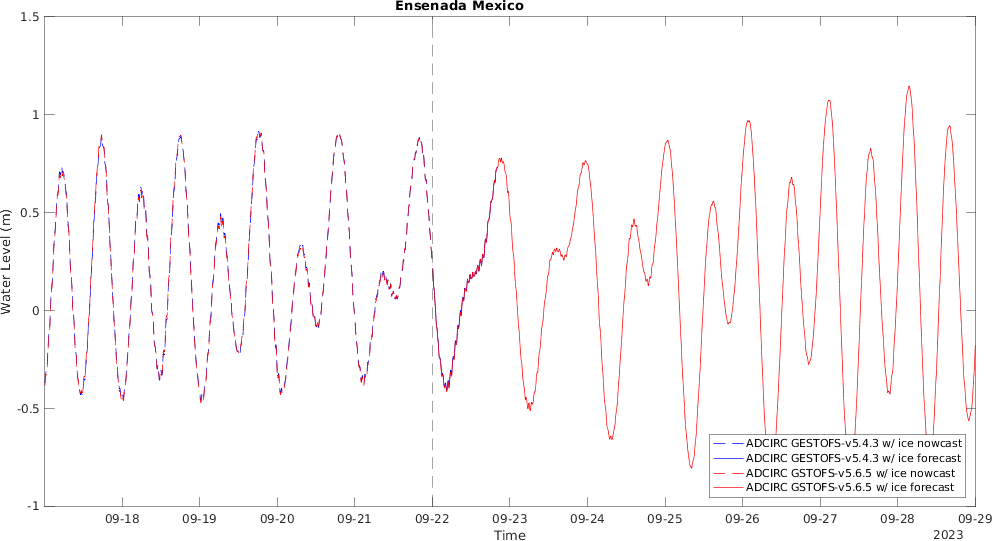 Ensenada Mexico
1.5
1
0.5
0
-0.5
-1
Water Level (m)
ADCIRC GESTOFS-v5.4.3 w/ ice nowcast
ADCIRC GESTOFS-v5.4.3 w/ ice forecast
ADCIRC GSTOFS-v5.6.5 w/ ice nowcast
ADCIRC GSTOFS-v5.6.5 w/ ice forecast
09-18 09-19 09-20 09-21 09-22 09-23 09-24 09-25 09-26 09-27 09-28 09-29
Time
2023